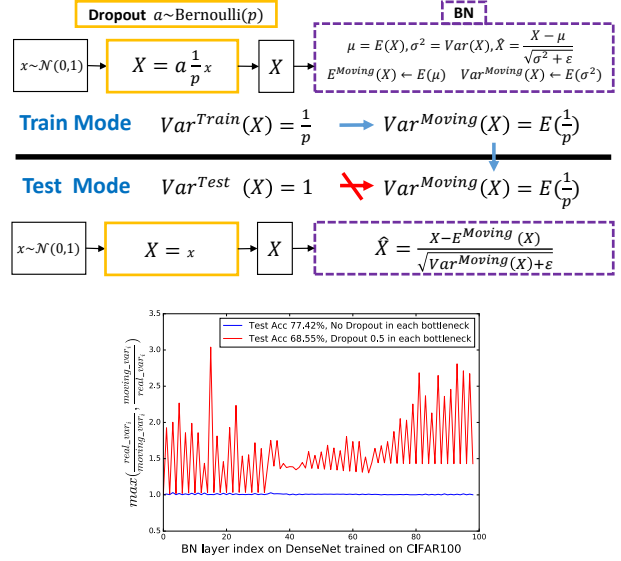 Dropout a~Bernoulli(p)
BN
x~𝒩(0,1)
X = a 1/p x
X
μ = E(X), σ² = Var(X), X̂ = (X − μ)/√(σ² + ε)
E^Moving(X) ← E(μ) Var^Moving(X) ← E(σ²)
Train Mode Var^Train(X) = 1/p Var^Moving(X) = E(1/p)
Test Mode Var^Test(X) = 1 Var^Moving(X) = E(1/p)
x~𝒩(0,1)
X = x
X
X̂ = (X−E^Moving(X))/√(Var^Moving(X)+ε)
Test Acc 77.42%, No Dropout in each bottleneck
Test Acc 68.55%, Dropout 0.5 in each bottleneck
max(real_var_i/moving_var_i, moving_var_i/real_var_i)
3.5
3.0
2.5
2.0
1.5
1.0
0.5
0 20 40 60 80 100
BN layer index on DenseNet trained on CIFAR100